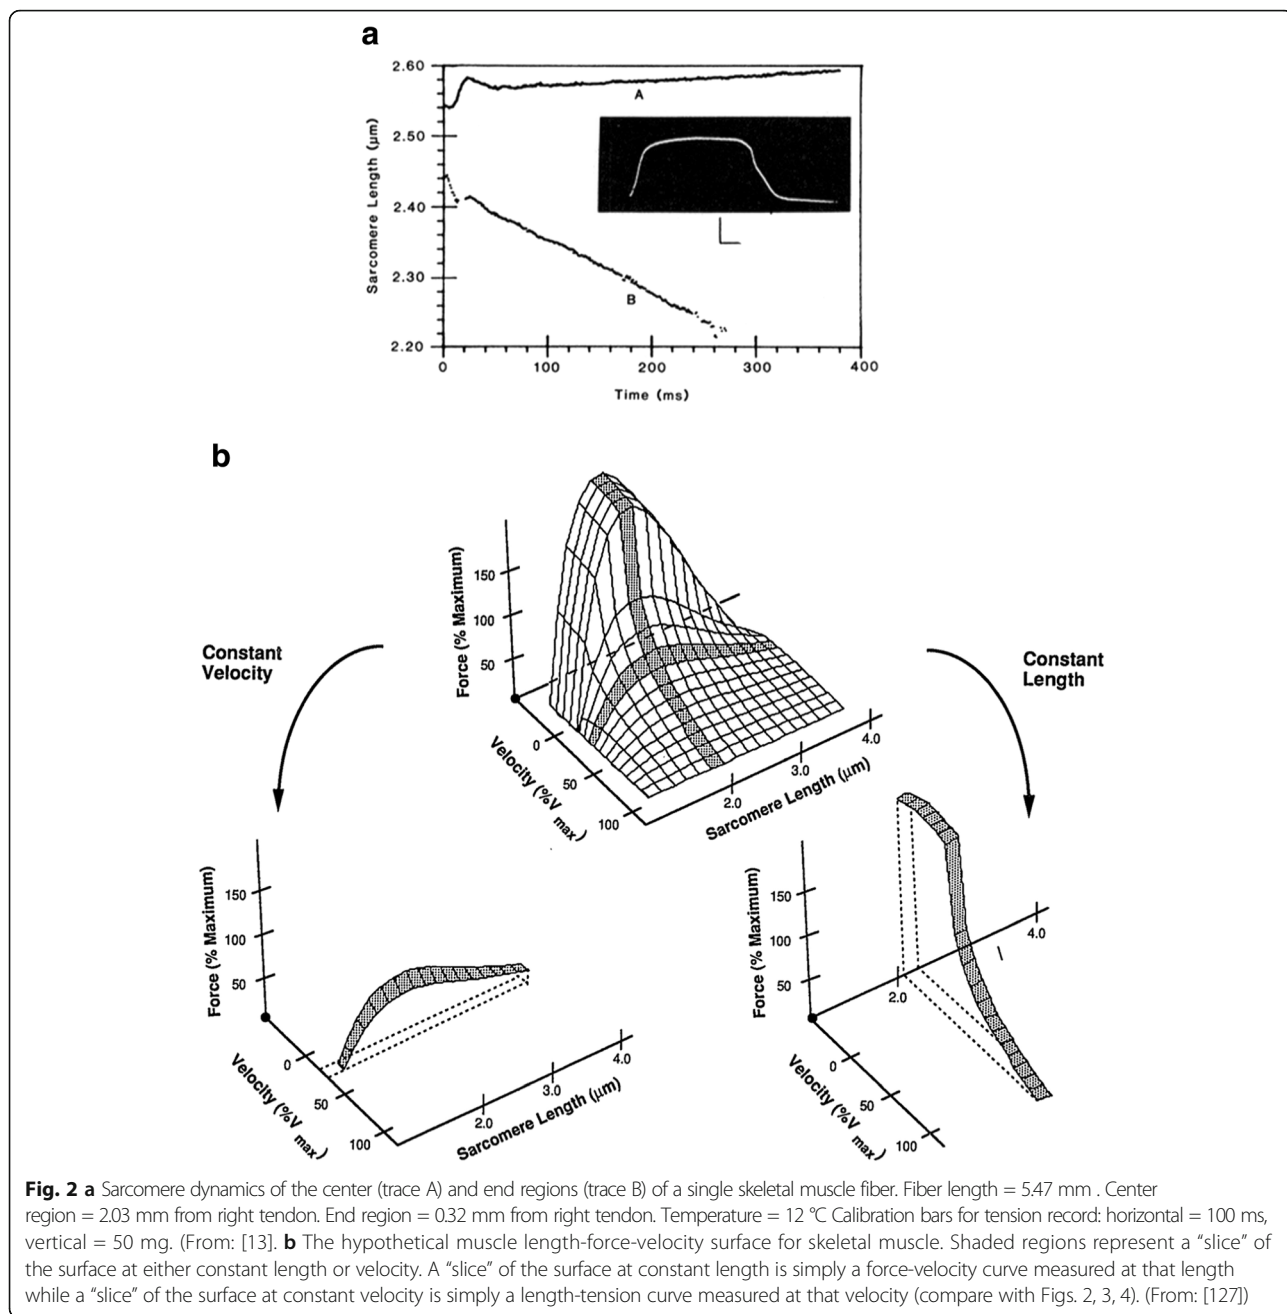 a
2.60
2.50
2.40
2.30
2.20
Sarcomere Length (µm)
A
B
0
100
200
300
400
Time (ms)
b
Constant
Velocity
Constant
Length
Force (% Maximum)
150
100
50
0
50
100
Velocity (%V max)
2.0
3.0
4.0
Sarcomere Length (µm)
Force (% Maximum)
150
100
50
0
50
100
Velocity (%V max)
2.0
3.0
4.0
Sarcomere Length (µm)
Force (% Maximum)
150
100
50
2.0
4.0
0
50
100
Velocity (%V max)
Fig. 2 a Sarcomere dynamics of the center (trace A) and end regions (trace B) of a single skeletal muscle fiber. Fiber length = 5.47 mm . Center
region = 2.03 mm from right tendon. End region = 0.32 mm from right tendon. Temperature = 12 °C Calibration bars for tension record: horizontal = 100 ms,
vertical = 50 mg. (From: [13]. b The hypothetical muscle length-force-velocity surface for skeletal muscle. Shaded regions represent a “slice” of
the surface at either constant length or velocity. A “slice” of the surface at constant length is simply a force-velocity curve measured at that length
while a “slice” of the surface at constant velocity is simply a length-tension curve measured at that velocity (compare with Figs. 2, 3, 4). (From: [127])